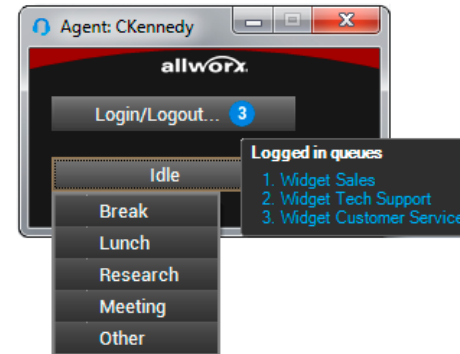 Agent: CKennedy
allworx.
Login/Logout... 3
Idle
Logged in queues
1. Widget Sales
2. Widget Tech Support
3. Widget Customer Service
Break
Lunch
Research
Meeting
Other